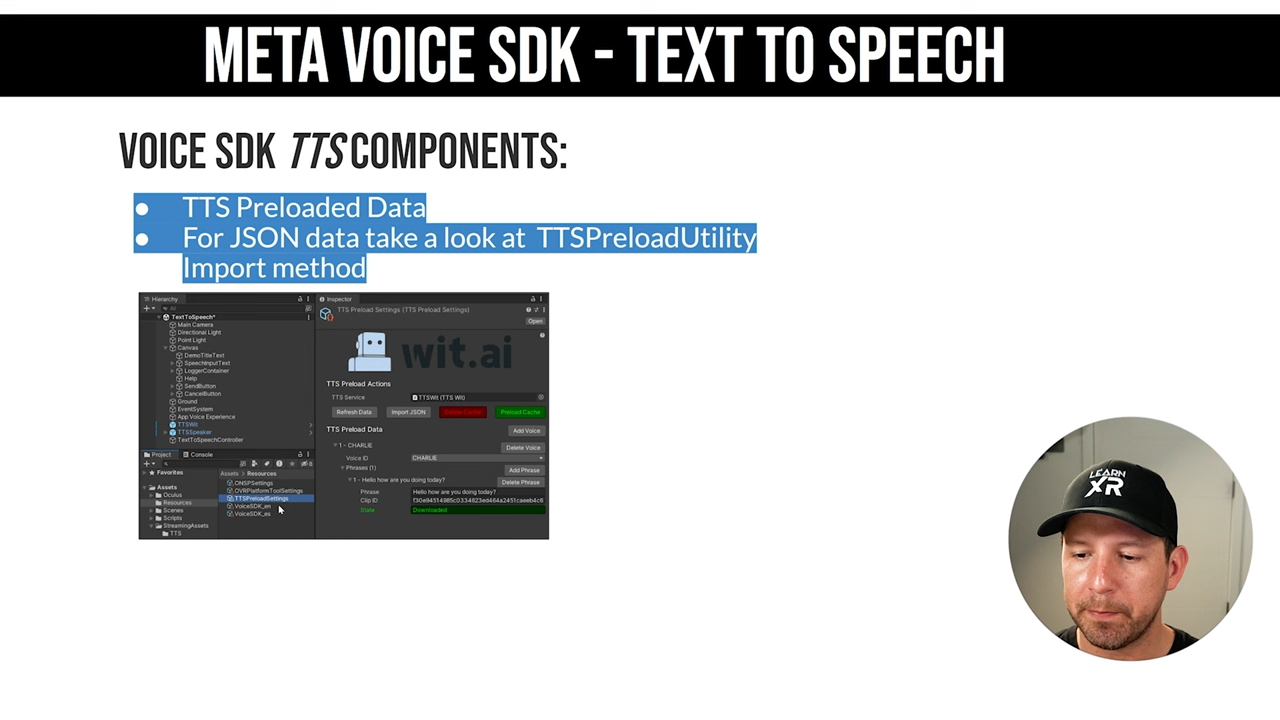 META VOICE SDK - TEXT TO SPEECH
VOICE SDK TTS COMPONENTS:
● TTS Preloaded Data
● For JSON data take a look at TTSPreloadUtility
Import method
Hierarchy
TextToSpeech*
Main Camera
Directional Light
Point Light
Canvas
DemoTitleText
SpeechInputText
LoggerContainer
Help
SendButton
CancelButton
Ground
EventSystem
App Voice Experience
TTSWit
TTSSpeaker
TextToSpeechController
Project Console
Favorites
Assets
Oculus
Resources
Scenes
Scripts
StreamingAssets
TTS
Assets > Resources
ONSPSettings
OVRPlatformToolSettings
TTSPreloadSettings
VoiceSDK_en
VoiceSDK_es
Inspector
TTS Preload Settings (TTS Preload Settings)
Open
wit.ai
TTS Preload Actions
TTS Service TTSWit (TTS Wit)
Refresh Data Import JSON Delete Cache Preload Cache
TTS Preload Data Add Voice
1 - CHARLIE Delete Voice
Voice ID CHARLIE
Phrases (1) Add Phrase
1 - Hello how are you doing today? Delete Phrase
Phrase Hello how are you doing today?
Clip ID
State Downloaded
LEARN
XR